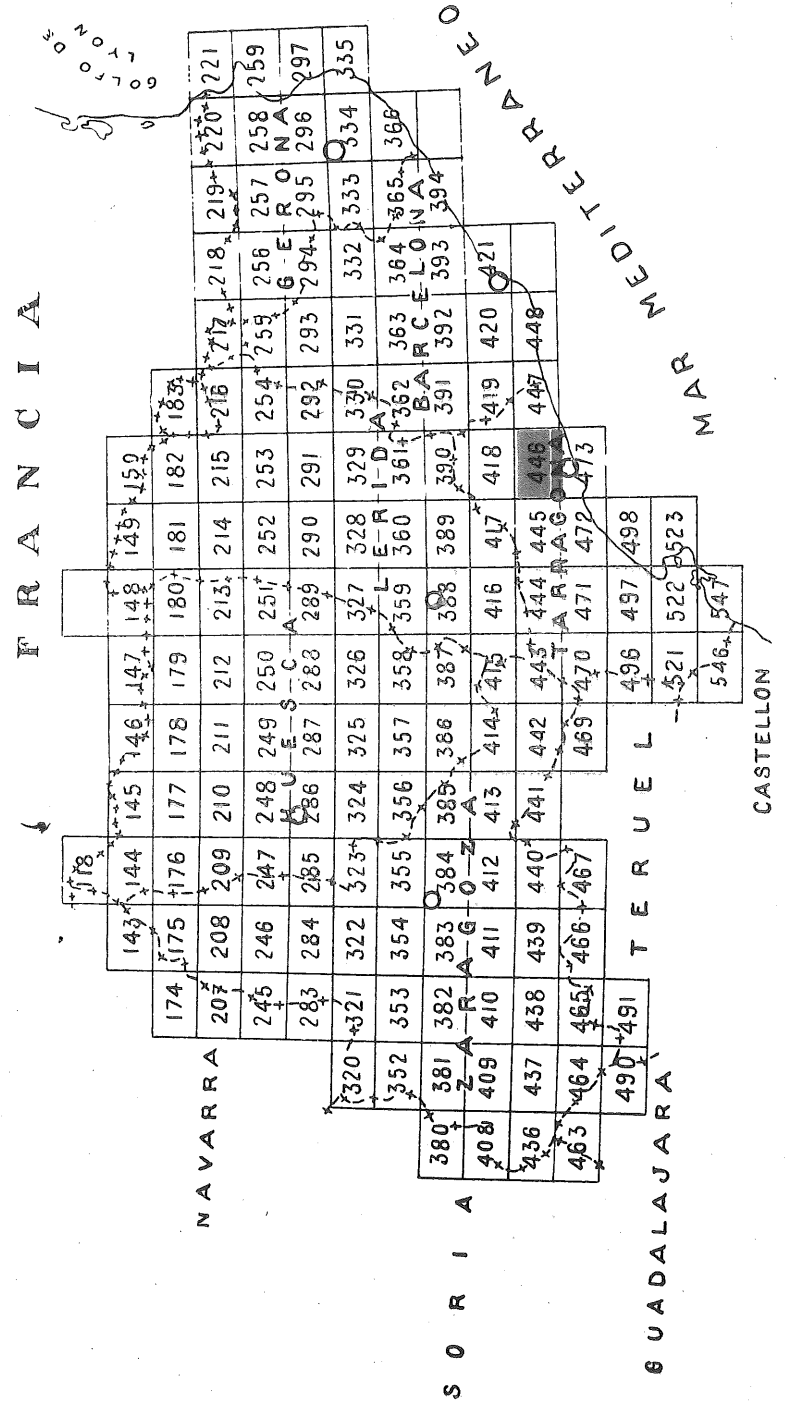 FRANCIA
GOLFO DE
LYON
118
143 144 145 146 147 148 149 150
174 175 176 177 178 179 180 181 182 183
NAVARRA
207 208 209 210 211 212 213 214 215 216 217 218 219 220 221
245 246 247 248 249 250 251 252 253 254 255 256 257 258 259
HUESCA
GERONA
283 284 285 286 287 288 289 290 291 292 293 294 295 296 297
320 321 322 323 324 325 326 327 328 329 330 331 332 333 334 335
LERIDA
352 353 354 355 356 357 358 359 360 361 362 363 364 365 366
BARCELONA
380 381 382 383 384 385 386 387 388 389 390 391 392 393 394
SORIA
ZARAGOZA
408 409 410 411 412 413 414 415 416 417 418 419 420 421
436 437 438 439 440 441 442 443 444 445 446 447 448
TARRAGONA
463 464 465 466 467 469 470 471 472 473
490 491 496 497 498
TERUEL
GUADALAJARA
521 522 523
546 547
CASTELLON
MAR MEDITERRANEO